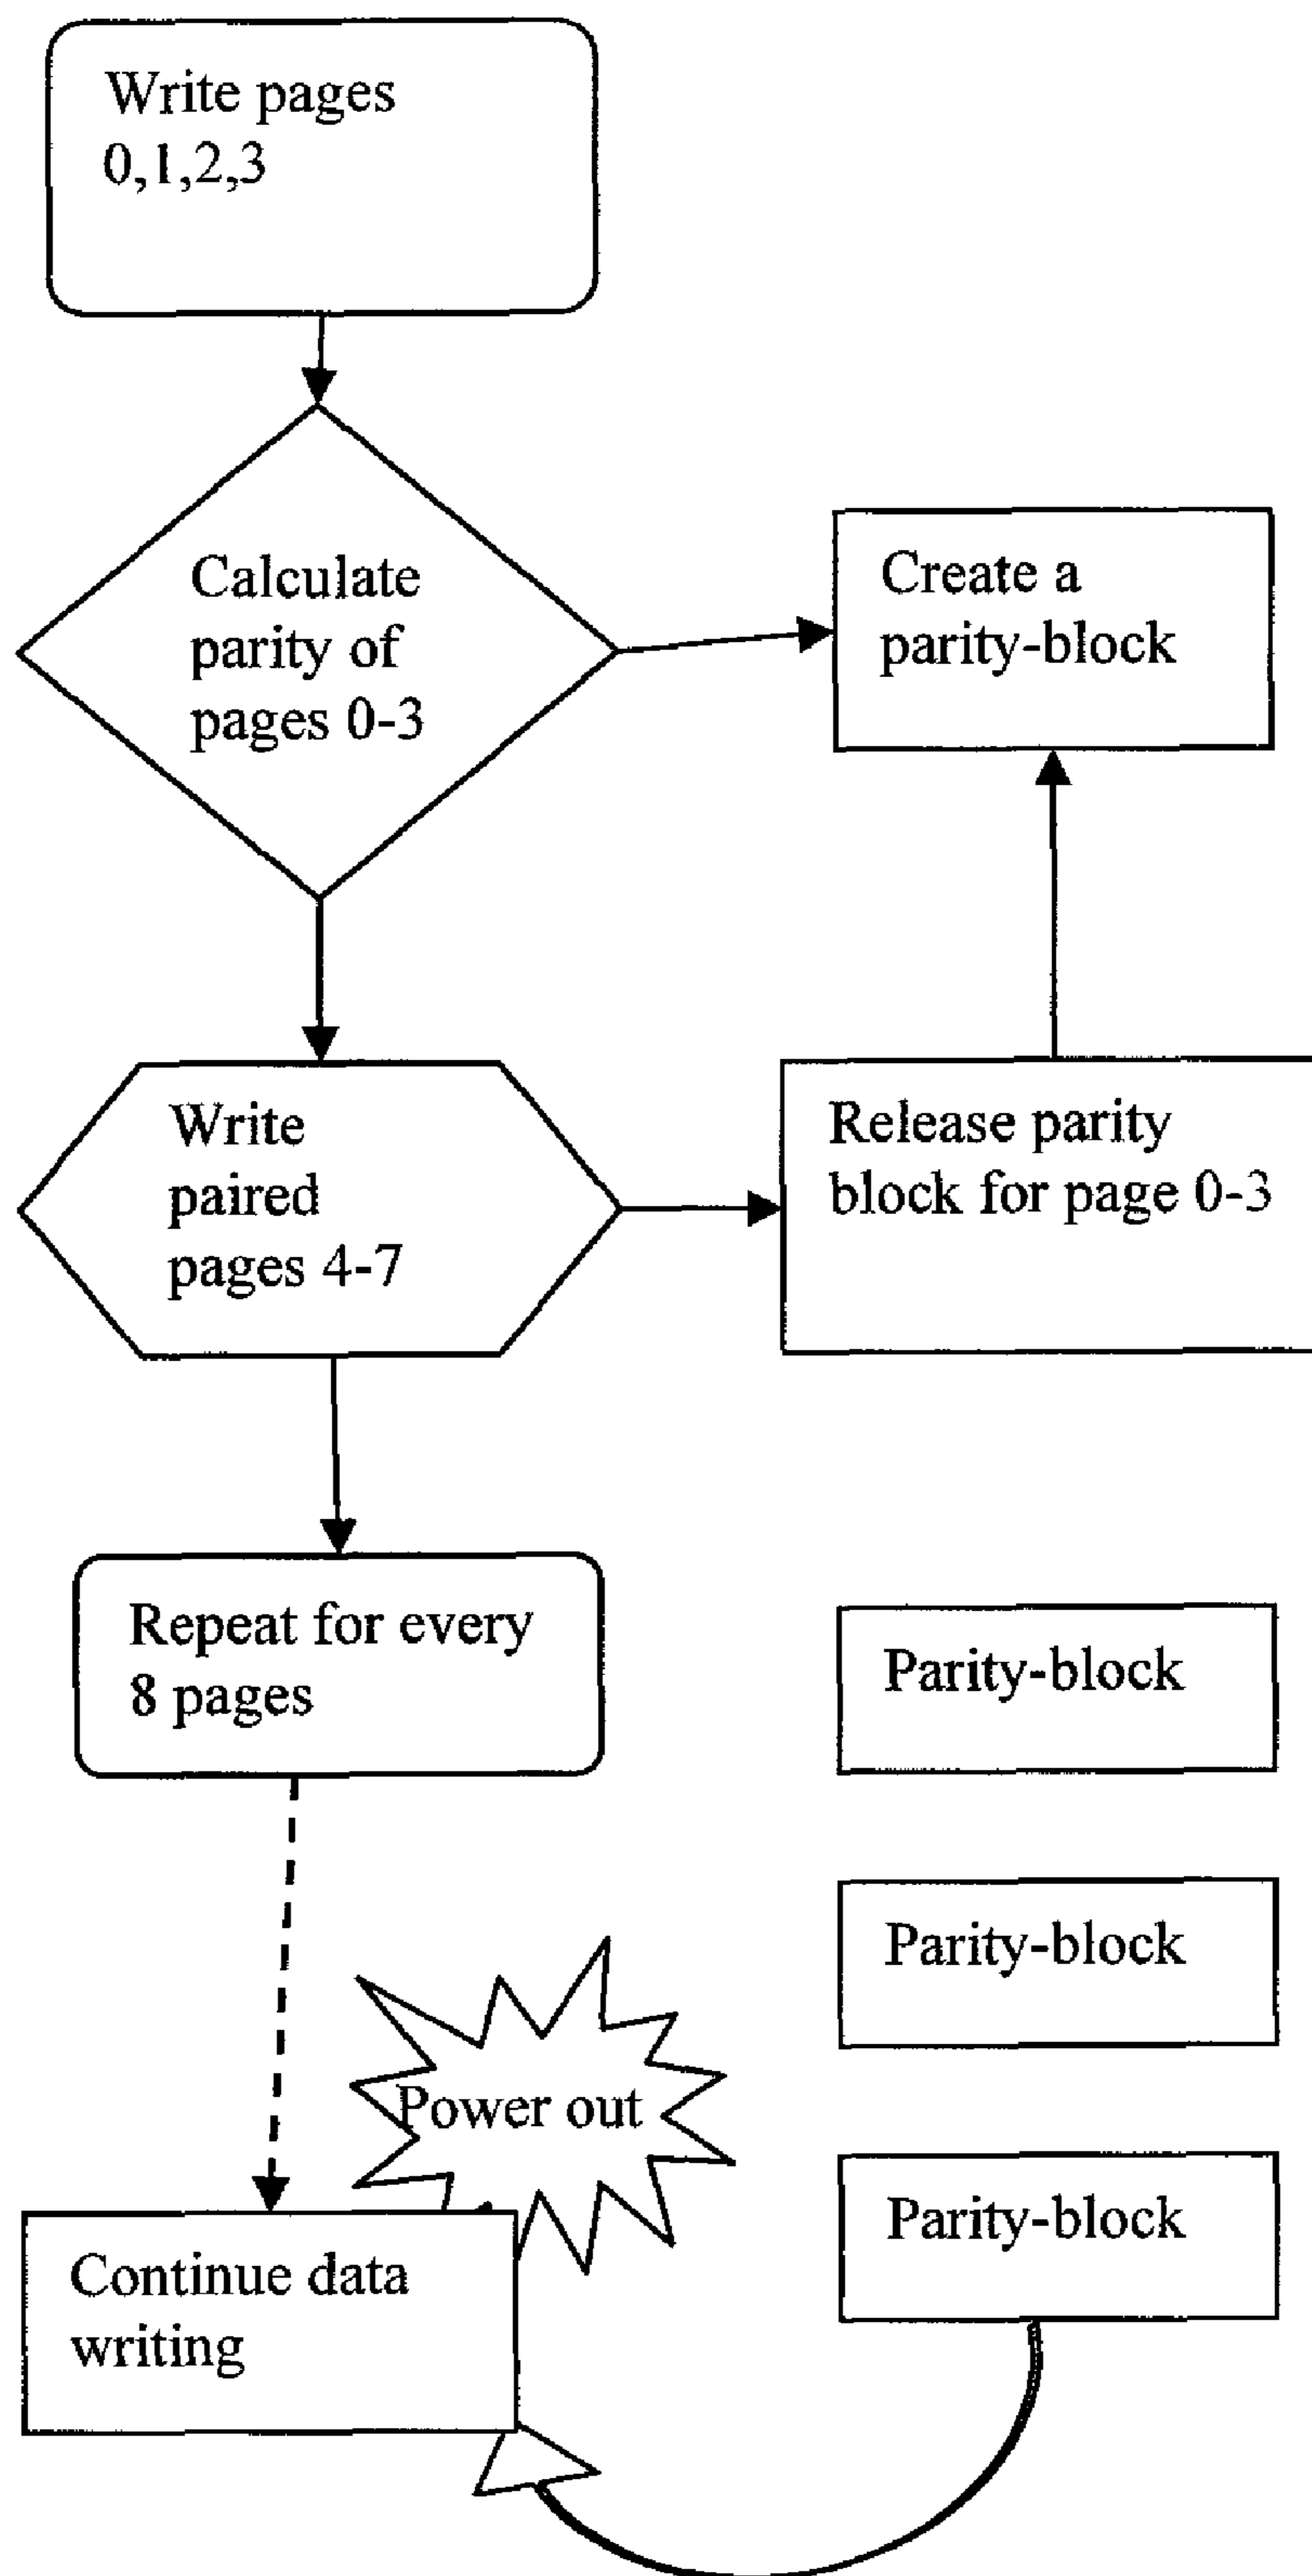 Write pages
0,1,2,3
Calculate
parity of
pages 0-3
Create a
parity-block
Write
paired
pages 4-7
Release parity
block for page 0-3
Repeat for every
8 pages
Parity-block
Parity-block
Power out
Parity-block
Continue data
writing